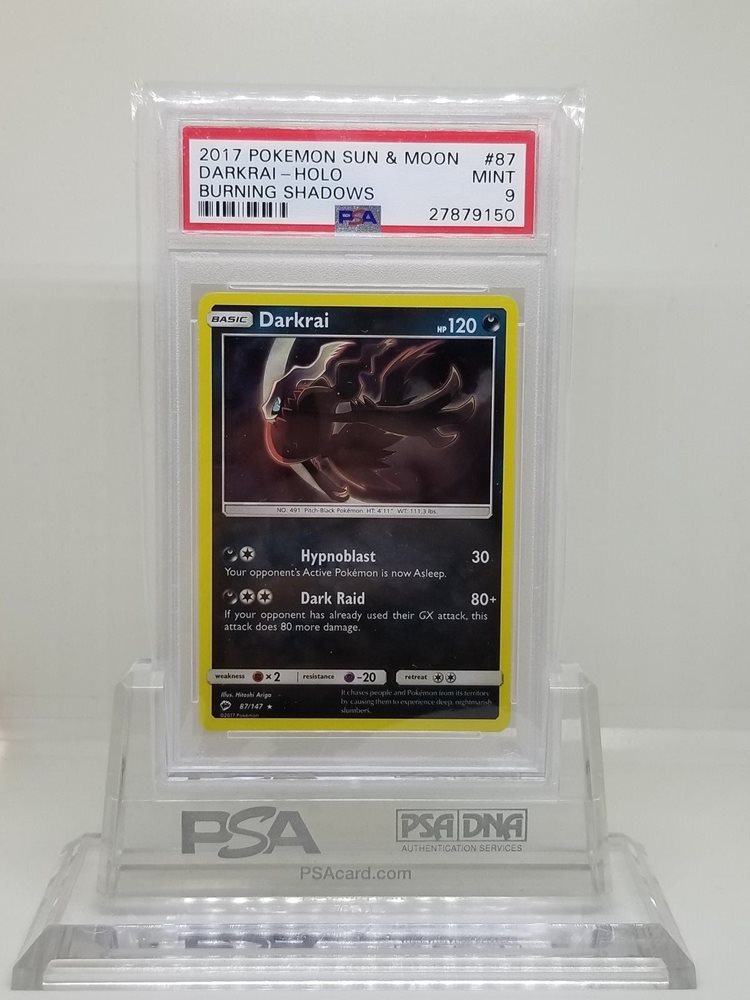 2017 POKEMON SUN & MOON #87
DARKRAI - HOLO MINT
BURNING SHADOWS 9
PSA 27879150
BASIC Darkrai HP 120
NO. 491 Pitch-Black Pokémon HT: 4'11" WT: 111.3 lbs.
Hypnoblast 30
Your opponent's Active Pokémon is now Asleep.
Dark Raid 80+
If your opponent has already used their GX attack, this
attack does 80 more damage.
weakness ×2 resistance -20 retreat
Illus. Hitoshi Ariga
87/147 ★
©2017 Pokémon
It chases people and Pokémon from its territory
by causing them to experience deep, nightmarish
slumbers.
PSA PSA DNA
AUTHENTICATION SERVICES
PSAcard.com